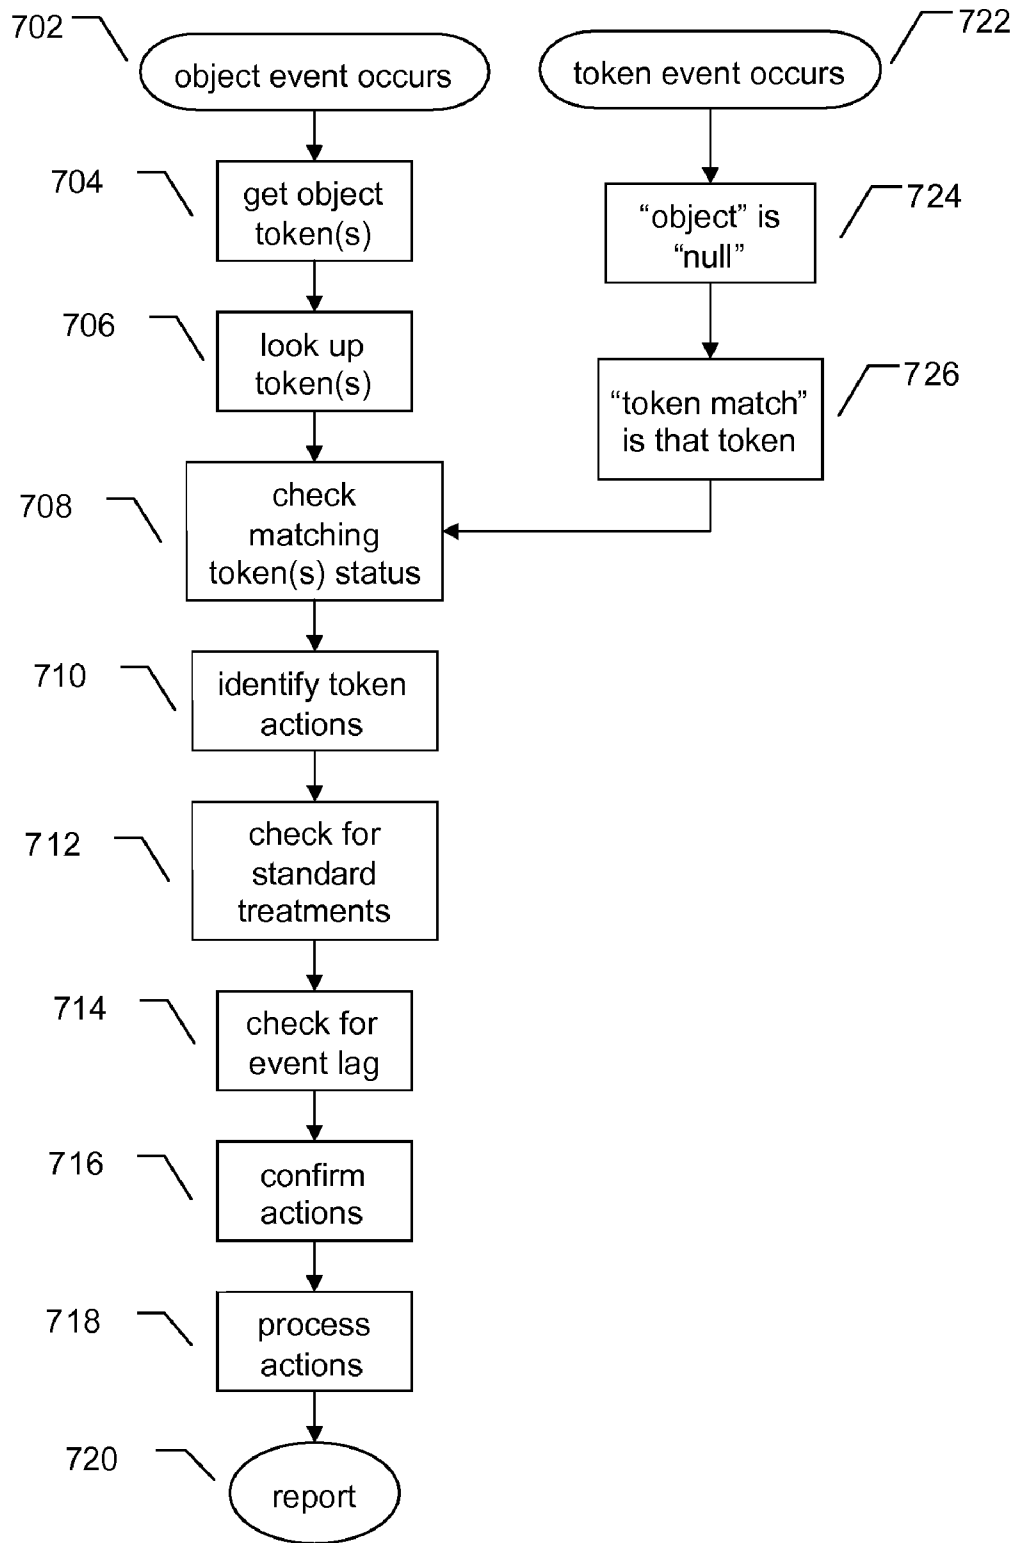 702
object event occurs
704
get object
token(s)
706
look up
token(s)
708
check
matching
token(s) status
710
identify token
actions
712
check for
standard
treatments
714
check for
event lag
716
confirm
actions
718
process
actions
720
report
722
token event occurs
724
“object” is
“null”
726
“token match”
is that token